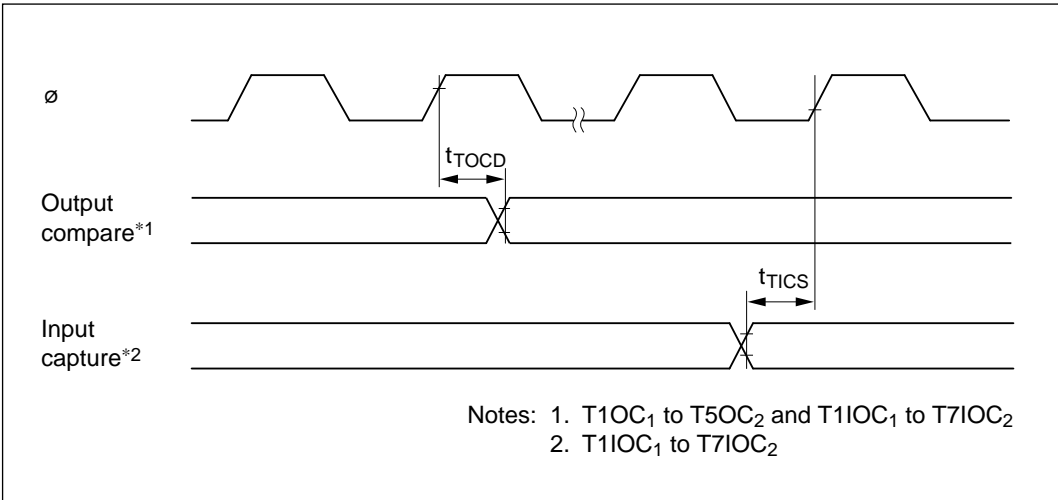 ø
tTOCD
Output
compare*1
tTICS
Input
capture*2
Notes: 1. T1OC1 to T5OC2 and T1IOC1 to T7IOC2
2. T1IOC1 to T7IOC2